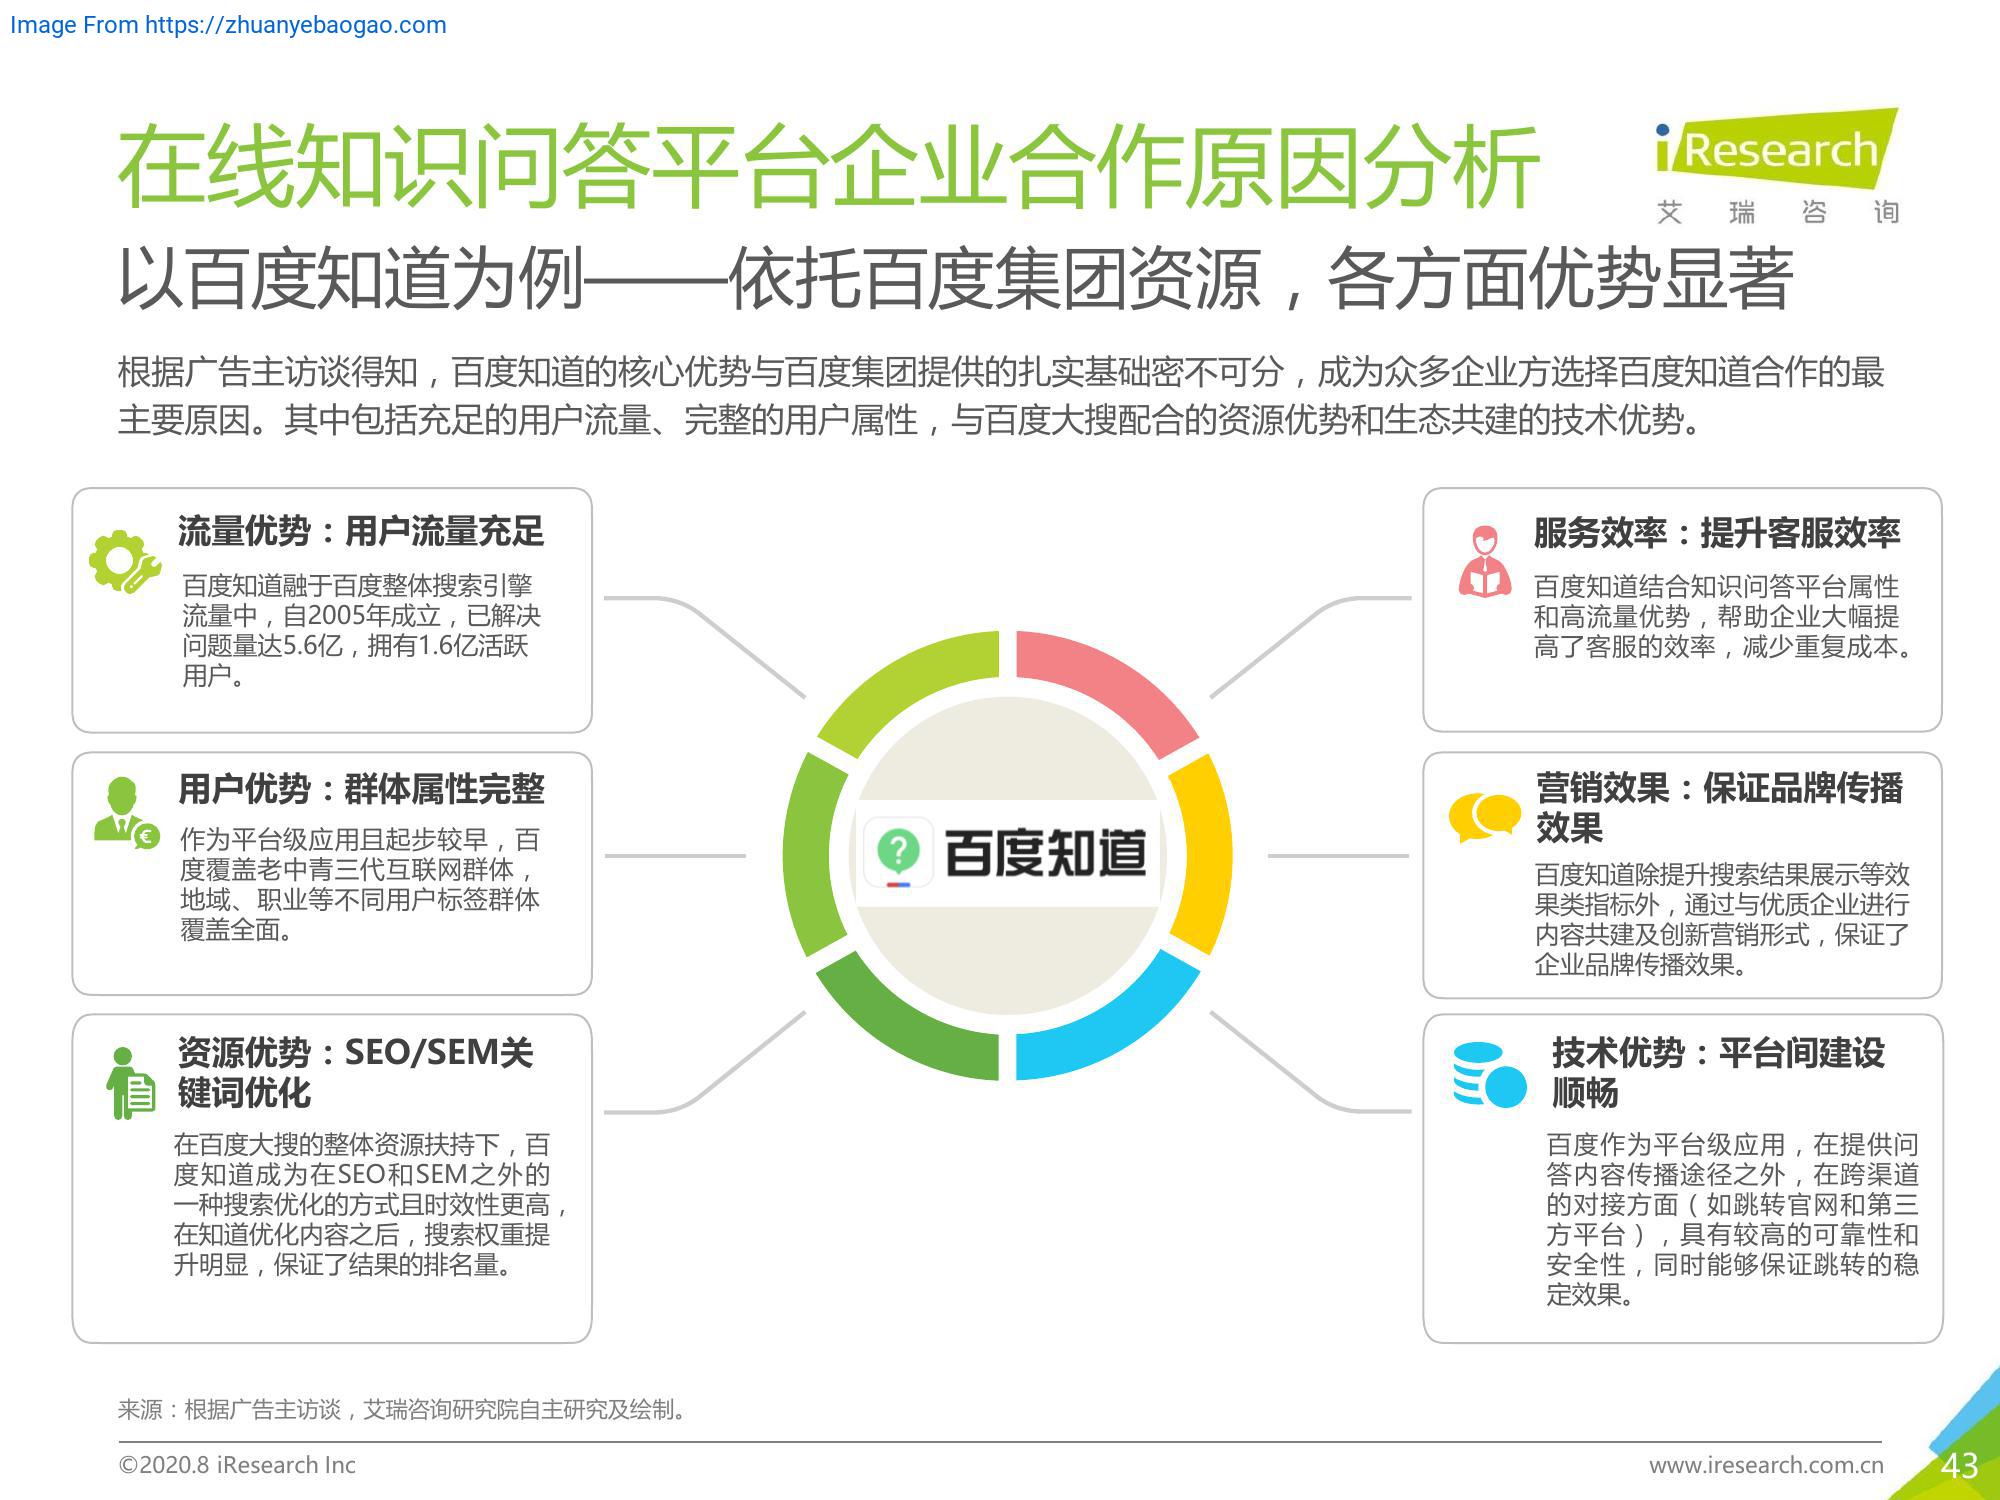 Image From https://zhuanyebaogao.com
在线知识问答平台企业合作原因分析
iResearch
艾瑞咨询
以百度知道为例——依托百度集团资源，各方面优势显著
根据广告主访谈得知，百度知道的核心优势与百度集团提供的扎实基础密不可分，成为众多企业方选择百度知道合作的最
主要原因。其中包括充足的用户流量、完整的用户属性，与百度大搜配合的资源优势和生态共建的技术优势。
流量优势：用户流量充足
百度知道融于百度整体搜索引擎
流量中，自2005年成立，已解决
问题量达5.6亿，拥有1.6亿活跃
用户。
用户优势：群体属性完整
作为平台级应用且起步较早，百
度覆盖老中青三代互联网群体，
地域、职业等不同用户标签群体
覆盖全面。
资源优势：SEO/SEM关
键词优化
在百度大搜的整体资源扶持下，百
度知道成为在SEO和SEM之外的
一种搜索优化的方式且时效性更高，
在知道优化内容之后，搜索权重提
升明显，保证了结果的排名量。
百度知道
服务效率：提升客服效率
百度知道结合知识问答平台属性
和高流量优势，帮助企业大幅提
高了客服的效率，减少重复成本。
营销效果：保证品牌传播
效果
百度知道除提升搜索结果展示等效
果类指标外，通过与优质企业进行
内容共建及创新营销形式，保证了
企业品牌传播效果。
技术优势：平台间建设
顺畅
百度作为平台级应用，在提供问
答内容传播途径之外，在跨渠道
的对接方面（如跳转官网和第三
方平台），具有较高的可靠性和
安全性，同时能够保证跳转的稳
定效果。
来源：根据广告主访谈，艾瑞咨询研究院自主研究及绘制。
©2020.8 iResearch Inc
www.iresearch.com.cn
43